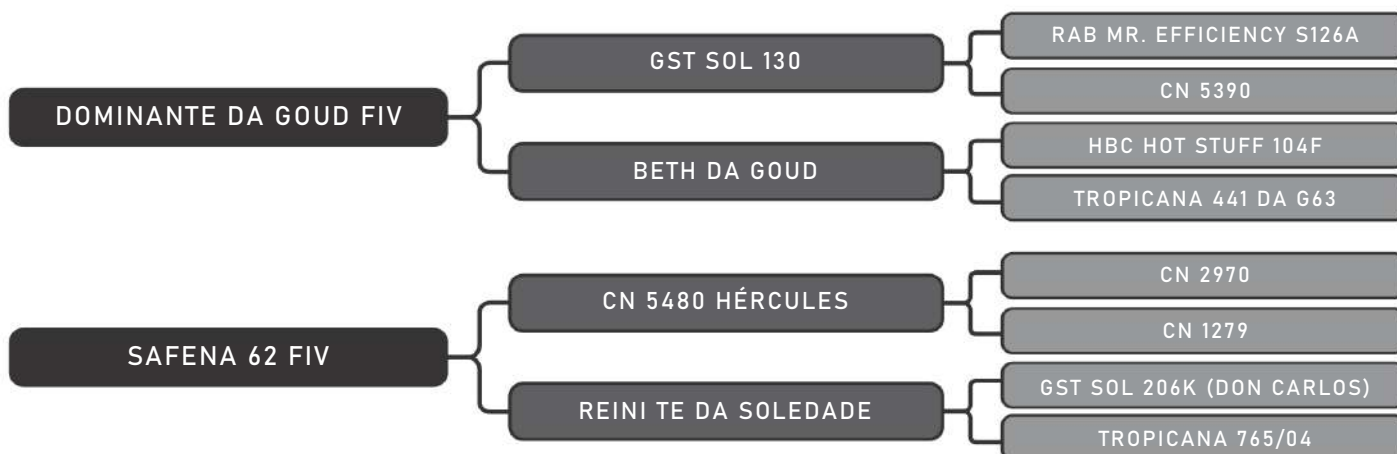 DOMINANTE DA GOUD FIV
GST SOL 130
RAB MR. EFFICIENCY S126A
CN 5390
BETH DA GOUD
HBC HOT STUFF 104F
TROPICANA 441 DA G63
SAFENA 62 FIV
CN 5480 HÉRCULES
CN 2970
CN 1279
REINI TE DA SOLEDADE
GST SOL 206K (DON CARLOS)
TROPICANA 765/04